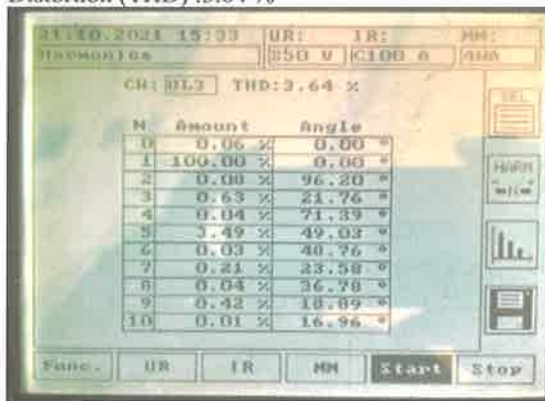 Distortion (THD) :3.64 %
21.10.2021 15:33 UR: IR: MM:
Harmonics 250 V C100 A 4WA
CH: THD:3.64 %
SEL
N Amount Angle
0 0.06 % 0.00 °
1 100.00 % 0.00 °
2 0.08 % 96.20 °
3 0.63 % 21.76 °
HARM
4 0.04 % 71.39 °
5 3.49 % 49.03 °
6 0.03 % 40.76 °
7 0.21 % 23.58 °
8 0.04 % 36.78 °
9 0.42 % 18.89 °
10 0.01 % 16.96 °
Func. UR IR MM Start Stop